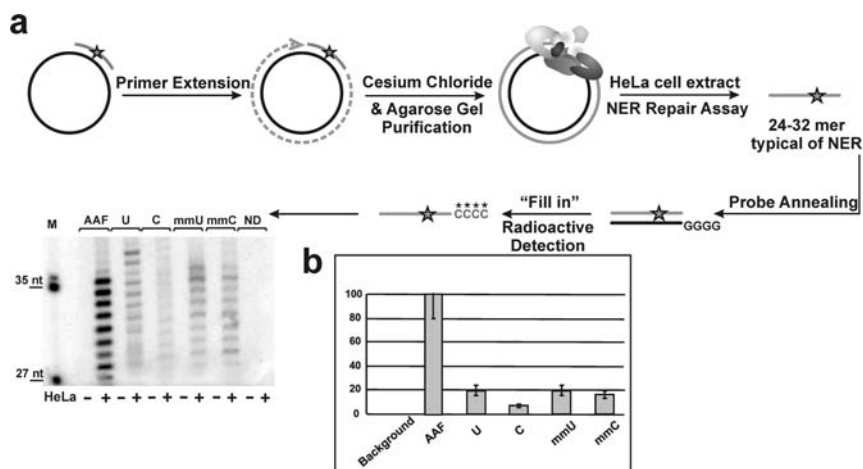 a
Primer Extension
Cesium Chloride
& Agarose Gel
Purification
HeLa cell extract
NER Repair Assay
24-32 mer
typical of NER
Probe Annealing
GGGG
"Fill in"
Radioactive
Detection
****
CCCC
M AAF U C mmU mmC ND
35 nt
27 nt
HeLa - + - + - + - + - + - +
b
100
80
60
40
20
0
Background AAF U C mmU mmC